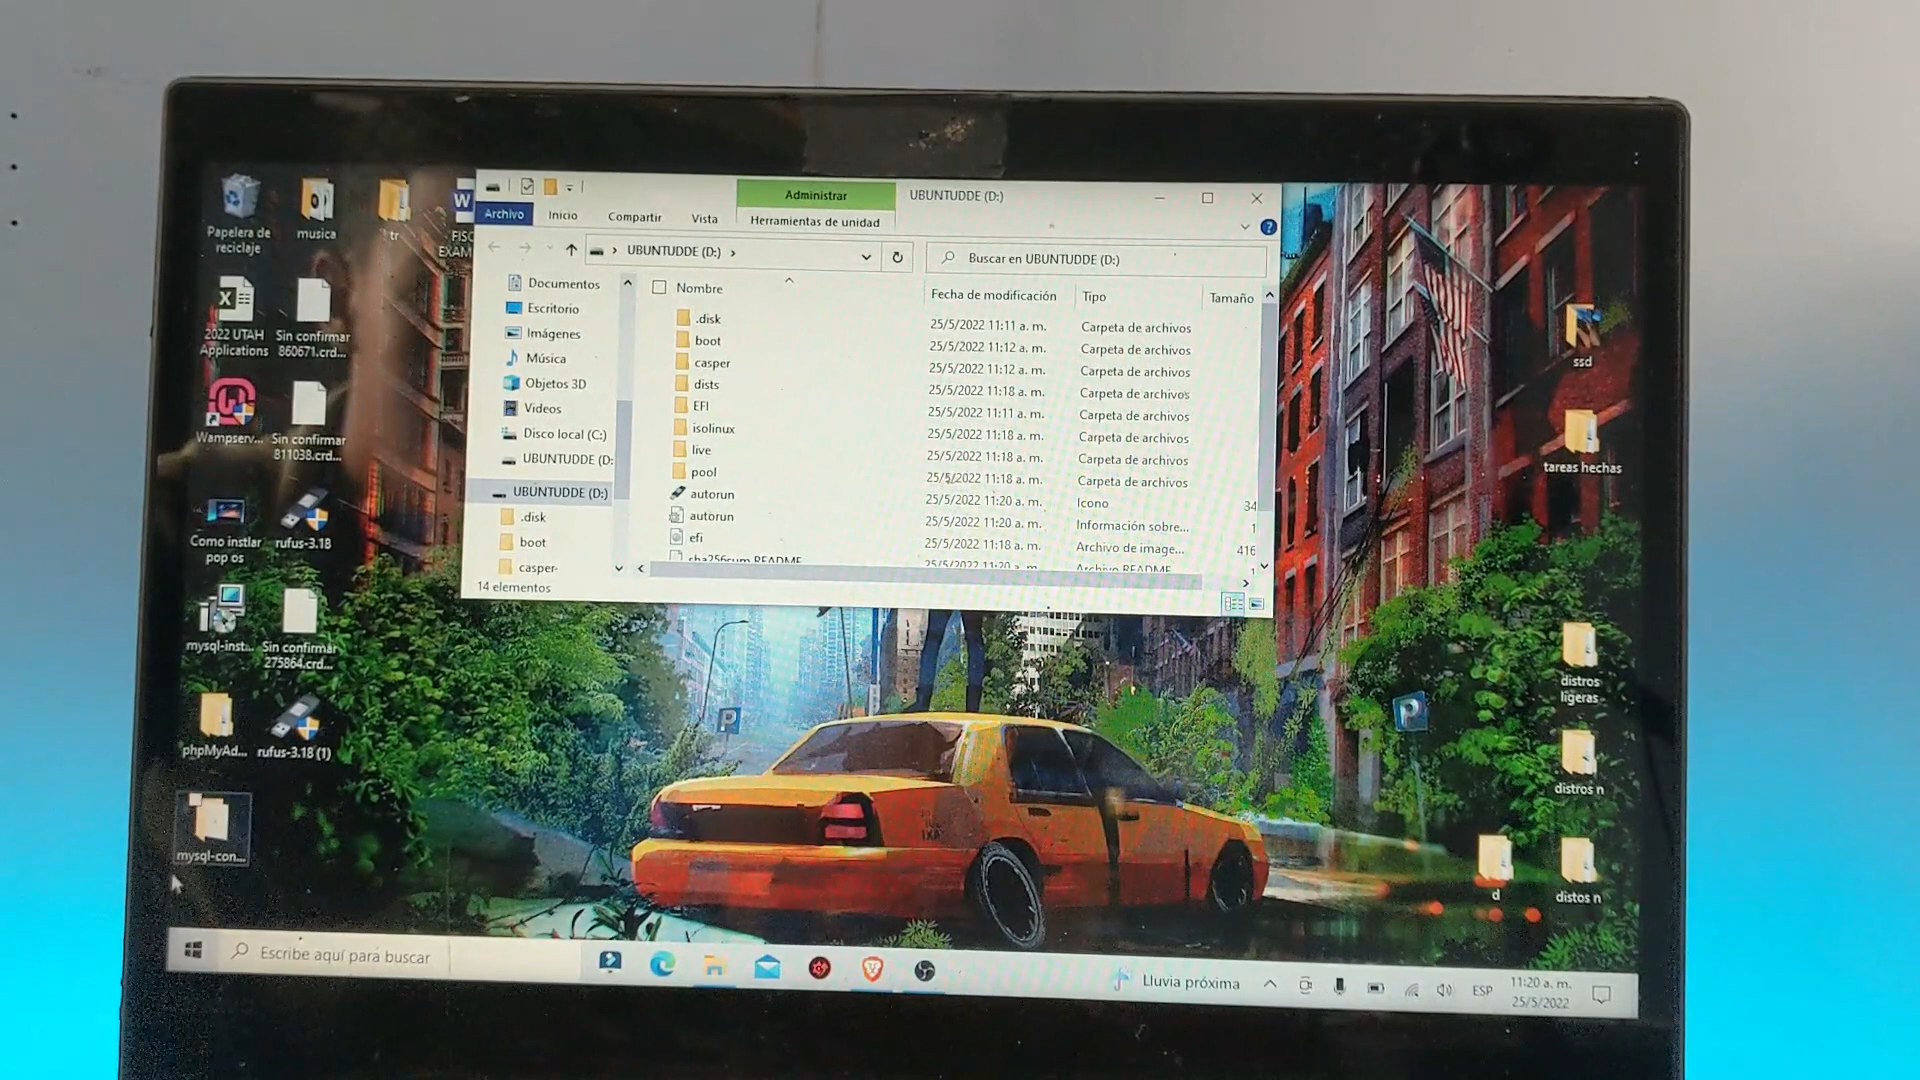 Papelera de
reciclaje
musica
tr
FISC
EXAM
2022 UTAH
Applications
Sin confirmar
860671.crd...
Wampserv...
Sin confirmar
811038.crd...
Como instlar
pop os
rufus-3.18
mysql-inst...
Sin confirmar
275864.crd...
phpMyAd...
rufus-3.18 (1)
mysql-con...
Administrar
UBUNTUDDE (D:)
Archivo
Inicio
Compartir
Vista
Herramientas de unidad
UBUNTUDDE (D:)
Buscar en UBUNTUDDE (D:)
Documentos
Escritorio
Imágenes
Música
Objetos 3D
Videos
Disco local (C:)
UBUNTUDDE (D:
UBUNTUDDE (D:)
.disk
boot
casper-
Nombre Fecha de modificación Tipo Tamaño
.disk 25/5/2022 11:11 a. m. Carpeta de archivos
boot 25/5/2022 11:12 a. m. Carpeta de archivos
casper 25/5/2022 11:12 a. m. Carpeta de archivos
dists 25/5/2022 11:18 a. m. Carpeta de archivos
EFI 25/5/2022 11:11 a. m. Carpeta de archivos
isolinux 25/5/2022 11:18 a. m. Carpeta de archivos
live 25/5/2022 11:18 a. m. Carpeta de archivos
pool 25/5/2022 11:18 a. m. Carpeta de archivos
autorun 25/5/2022 11:20 a. m. Icono 34
autorun 25/5/2022 11:20 a. m. Información sobre... 1
efi 25/5/2022 11:18 a. m. Archivo de image... 416
sha256sum.README 25/5/2022 11:20 a. m. Archivo README 1
14 elementos
ssd
tareas hechas
distros
ligeras
distros n
d
distos n
P
P
Escribe aquí para buscar
Lluvia próxima
ESP
11:20 a. m.
25/5/2022